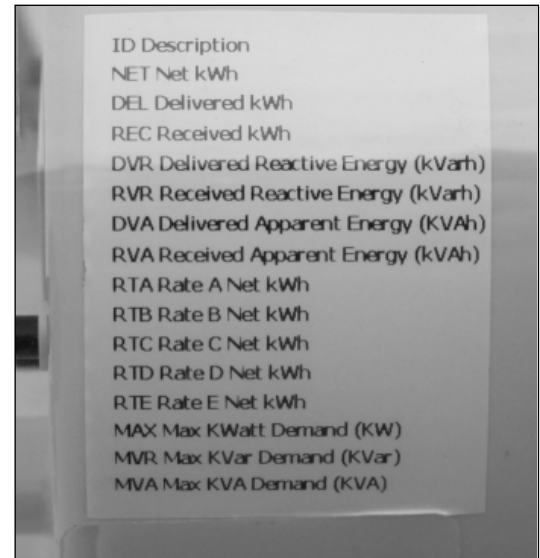 ID Description
NET Net kWh
DEL Delivered kWh
REC Received kWh
DVR Delivered Reactive Energy (kVarh)
RVR Received Reactive Energy (kVarh)
DVA Delivered Apparent Energy (KVAh)
RVA Received Apparent Energy (kVAh)
RTA Rate A Net kWh
RTB Rate B Net kWh
RTC Rate C Net kWh
RTD Rate D Net kWh
RTE Rate E Net kWh
MAX Max KWatt Demand (KW)
MVR Max KVar Demand (KVar)
MVA Max KVA Demand (KVA)